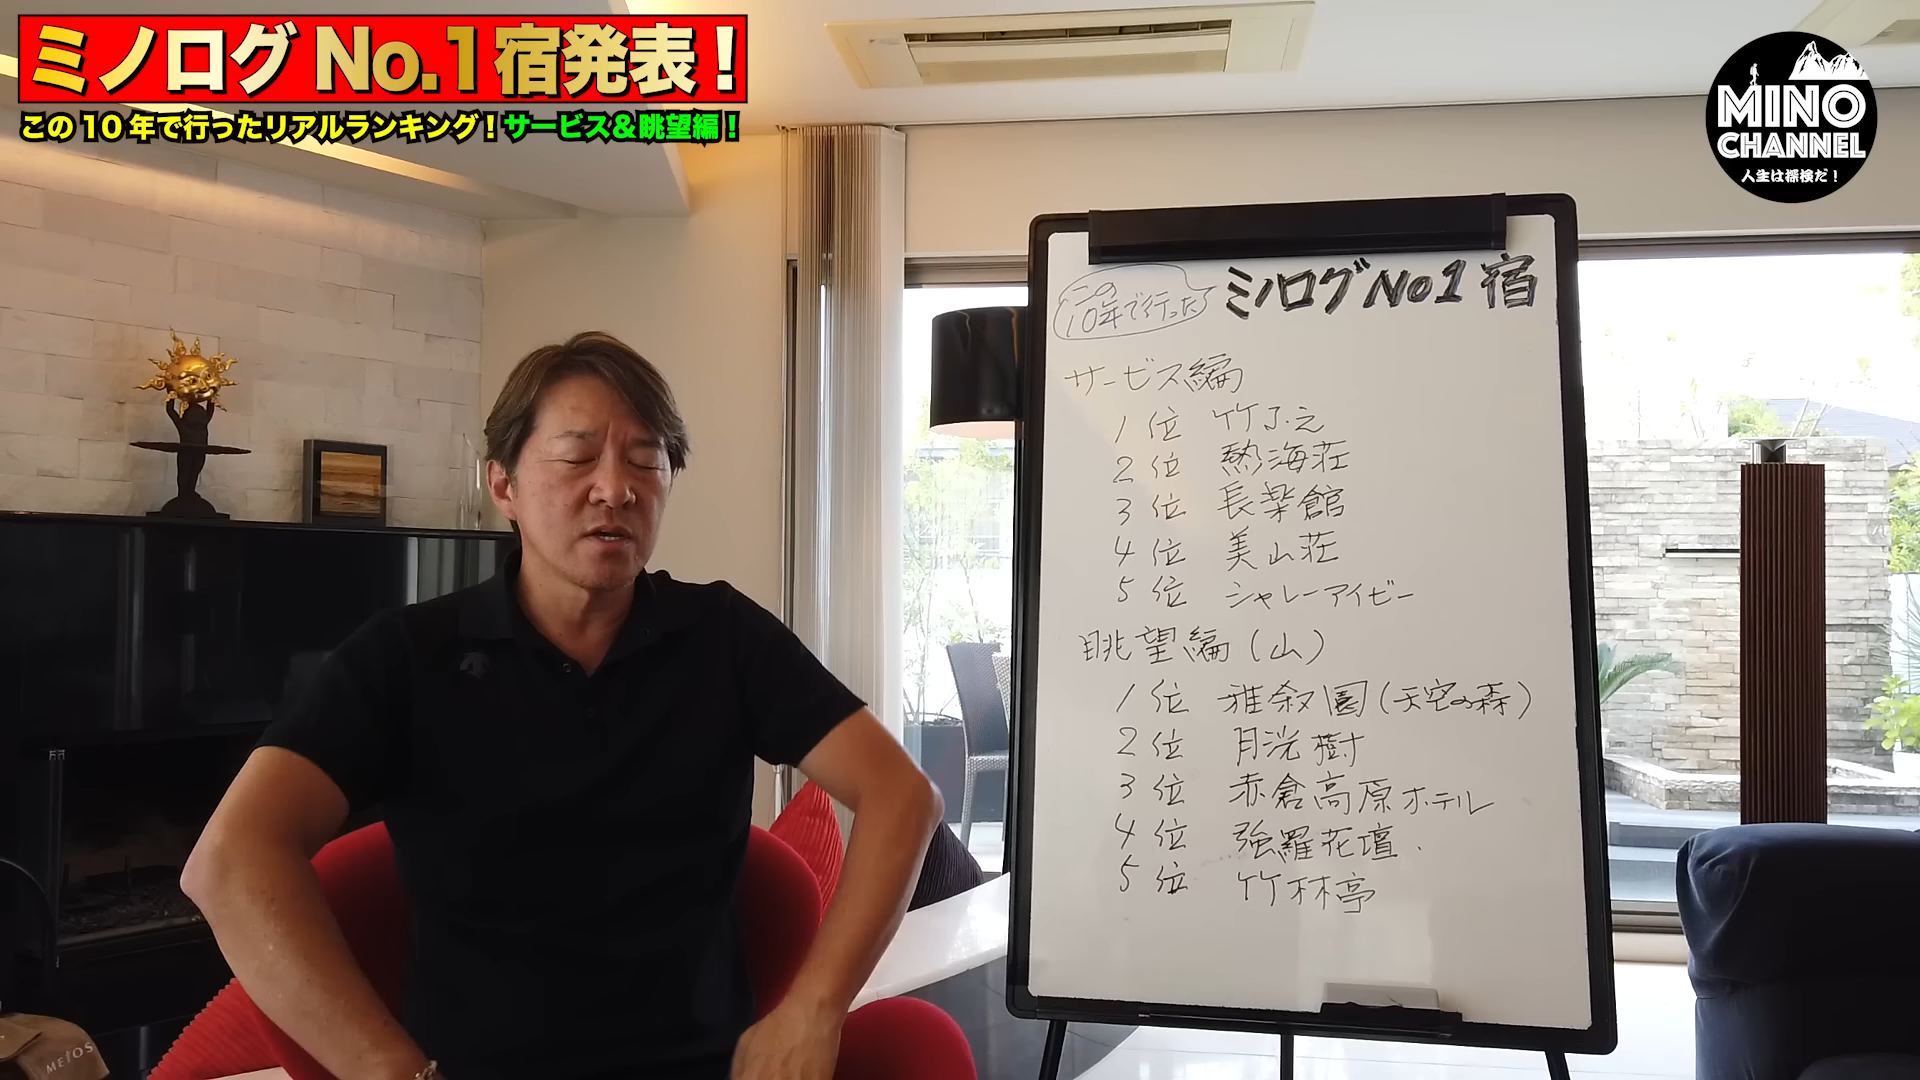 ミノログNo.1宿発表！
この10年で行ったリアルランキング！サービス＆眺望編！
MINO
CHANNEL
人生は探検だ！
この
10年で行った
ミノログNo1宿
サービス編
1位 竹ふえ
2位 熱海荘
3位 長楽館
4位 美山荘
5位 シャレーアイビー
眺望編(山)
1位 雅叙園(天空の森)
2位 月洸樹
3位 赤倉高原ホテル
4位 強羅花壇
5位 竹林亭
MEIOS